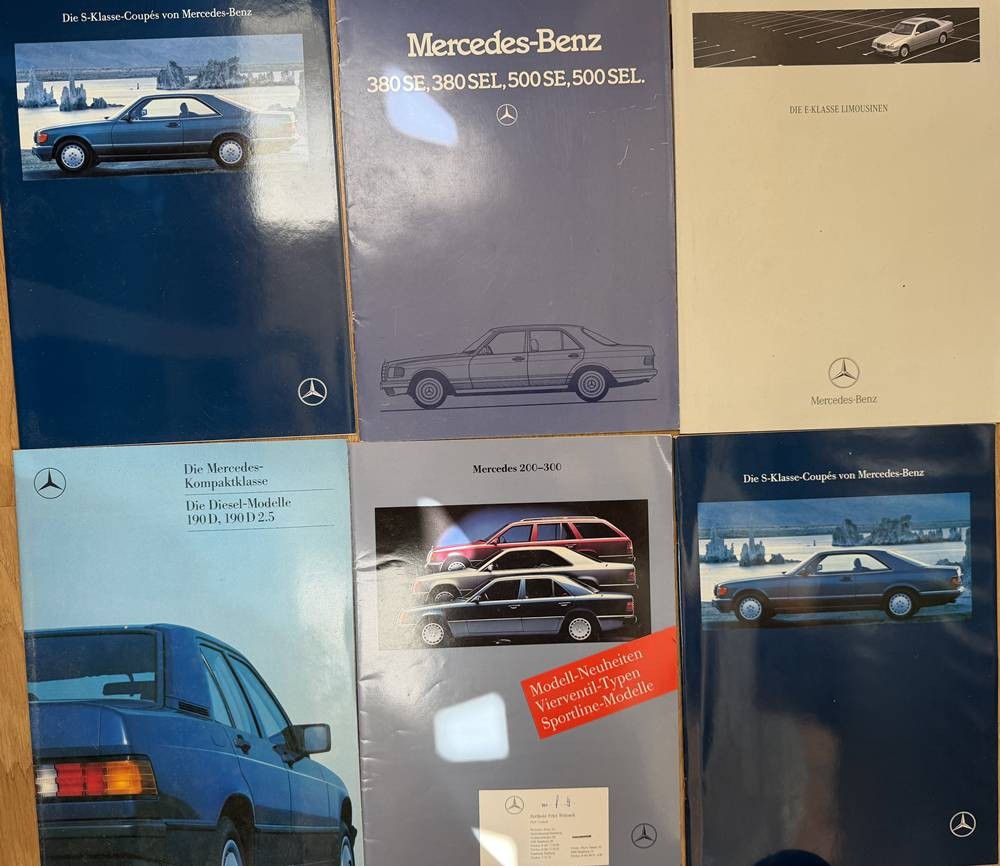 Die S-Klasse-Coupés von Mercedes-Benz
Mercedes-Benz
380 SE, 380 SEL, 500 SE, 500 SEL.
DIE E-KLASSE LIMOUSINEN
Mercedes-Benz
Die Mercedes-
Kompaktklasse
Die Diesel-Modelle
190 D, 190 D 2.5
Mercedes 200–300
Modell-Neuheiten
Vierventil-Typen
Sportline-Modelle
Die S-Klasse-Coupés von Mercedes-Benz